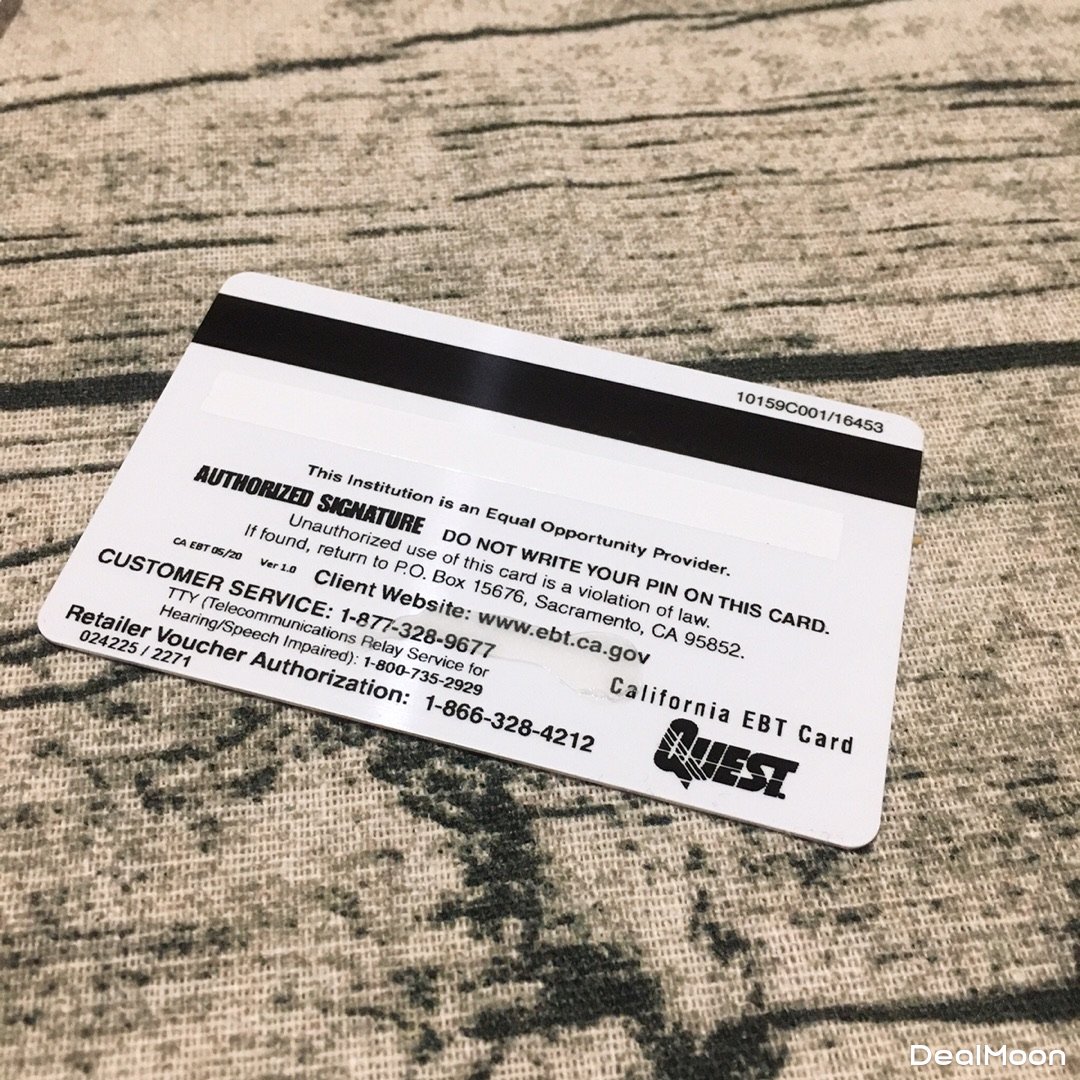 10159C001/16453
This Institution is an Equal Opportunity Provider.
AUTHORIZED SIGNATURE DO NOT WRITE YOUR PIN ON THIS CARD.
Unauthorized use of this card is a violation of law.
If found, return to P.O. Box 15676, Sacramento, CA 95852.
CA EBT 05/20 Ver 1.0 Client Website: www.ebt.ca.gov
CUSTOMER SERVICE: 1-877-328-9677
TTY (Telecommunications Relay Service for
Hearing/Speech Impaired): 1-800-735-2929
Retailer Voucher Authorization: 1-866-328-4212
024225 / 2271
California EBT Card
QUEST
DealMoon